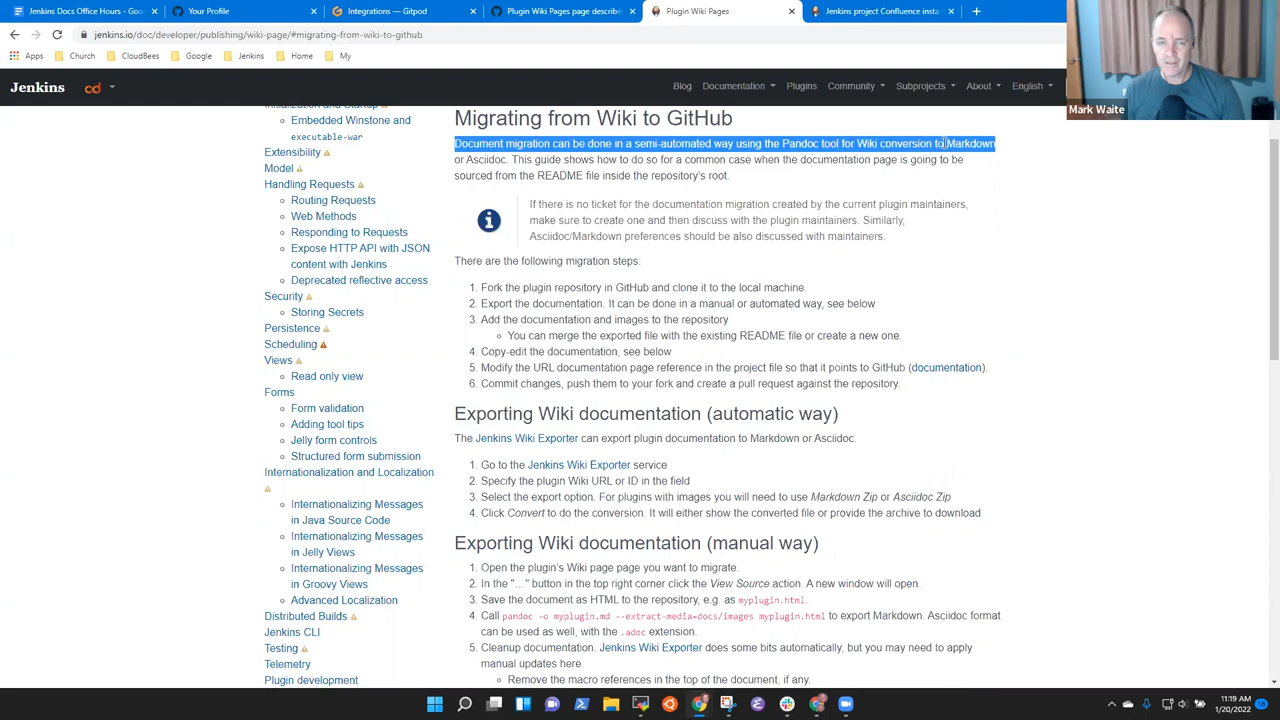 Jenkins Docs Office Hours - Goo
Your Profile
Integrations — Gitpod
Plugin Wiki Pages page describe
Plugin Wiki Pages
Jenkins project Confluence insta
jenkins.io/doc/developer/publishing/wiki-page/#migrating-from-wiki-to-github
Apps
Church
CloudBees
Google
Jenkins
Home
My
Mark Waite
Jenkins
cd
Blog
Documentation
Plugins
Community
Subprojects
About
English
Initialization and Startup
Embedded Winstone and
executable-war
Extensibility
Model
Handling Requests
Routing Requests
Web Methods
Responding to Requests
Expose HTTP API with JSON
content with Jenkins
Deprecated reflective access
Security
Storing Secrets
Persistence
Scheduling
Views
Read only view
Forms
Form validation
Adding tool tips
Jelly form controls
Structured form submission
Internationalization and Localization
Internationalizing Messages
in Java Source Code
Internationalizing Messages
in Jelly Views
Internationalizing Messages
in Groovy Views
Advanced Localization
Distributed Builds
Jenkins CLI
Testing
Telemetry
Plugin development
Migrating from Wiki to GitHub
Document migration can be done in a semi-automated way using the Pandoc tool for Wiki conversion to Markdown
or Asciidoc. This guide shows how to do so for a common case when the documentation page is going to be
sourced from the README file inside the repository's root.
If there is no ticket for the documentation migration created by the current plugin maintainers,
make sure to create one and then discuss with the plugin maintainers. Similarly,
Asciidoc/Markdown preferences should be also discussed with maintainers.
There are the following migration steps:
1. Fork the plugin repository in GitHub and clone it to the local machine.
2. Export the documentation. It can be done in a manual or automated way, see below
3. Add the documentation and images to the repository
You can merge the exported file with the existing README file or create a new one.
4. Copy-edit the documentation, see below
5. Modify the URL documentation page reference in the project file so that it points to GitHub (documentation).
6. Commit changes, push them to your fork and create a pull request against the repository.
Exporting Wiki documentation (automatic way)
The Jenkins Wiki Exporter can export plugin documentation to Markdown or Asciidoc.
1. Go to the Jenkins Wiki Exporter service
2. Specify the plugin Wiki URL or ID in the field
3. Select the export option. For plugins with images you will need to use Markdown Zip or Asciidoc Zip
4. Click Convert to do the conversion. It will either show the converted file or provide the archive to download
Exporting Wiki documentation (manual way)
1. Open the plugin's Wiki page page you want to migrate.
2. In the "…" button in the top right corner click the View Source action. A new window will open.
3. Save the document as HTML to the repository, e.g. as myplugin.html.
4. Call pandoc -o myplugin.md --extract-media=docs/images myplugin.html to export Markdown. Asciidoc format
can be used as well, with the .adoc extension.
5. Cleanup documentation. Jenkins Wiki Exporter does some bits automatically, but you may need to apply
manual updates here.
Remove the macro references in the top of the document, if any.
11:19 AM
1/20/2022